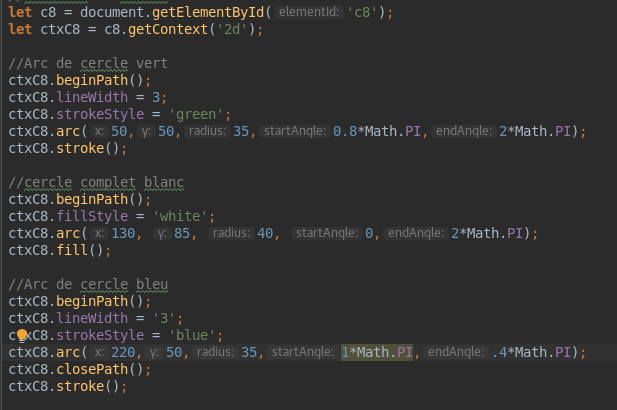 let c8 = document.getElementById( elementId: 'c8');
let ctxC8 = c8.getContext('2d');
//Arc de cercle vert
ctxC8.beginPath();
ctxC8.lineWidth = 3;
ctxC8.strokeStyle = 'green';
ctxC8.arc( x: 50, y: 50, radius: 35, startAngle: 0.8*Math.PI, endAngle: 2*Math.PI);
ctxC8.stroke();
//cercle complet blanc
ctxC8.beginPath();
ctxC8.fillStyle = 'white';
ctxC8.arc( x: 130, y: 85, radius: 40, startAngle: 0, endAngle: 2*Math.PI);
ctxC8.fill();
//Arc de cercle bleu
ctxC8.beginPath();
ctxC8.lineWidth = '3';
ctxC8.strokeStyle = 'blue';
ctxC8.arc( x: 220, y: 50, radius: 35, startAngle: 1*Math.PI, endAngle: .4*Math.PI);
ctxC8.closePath();
ctxC8.stroke();